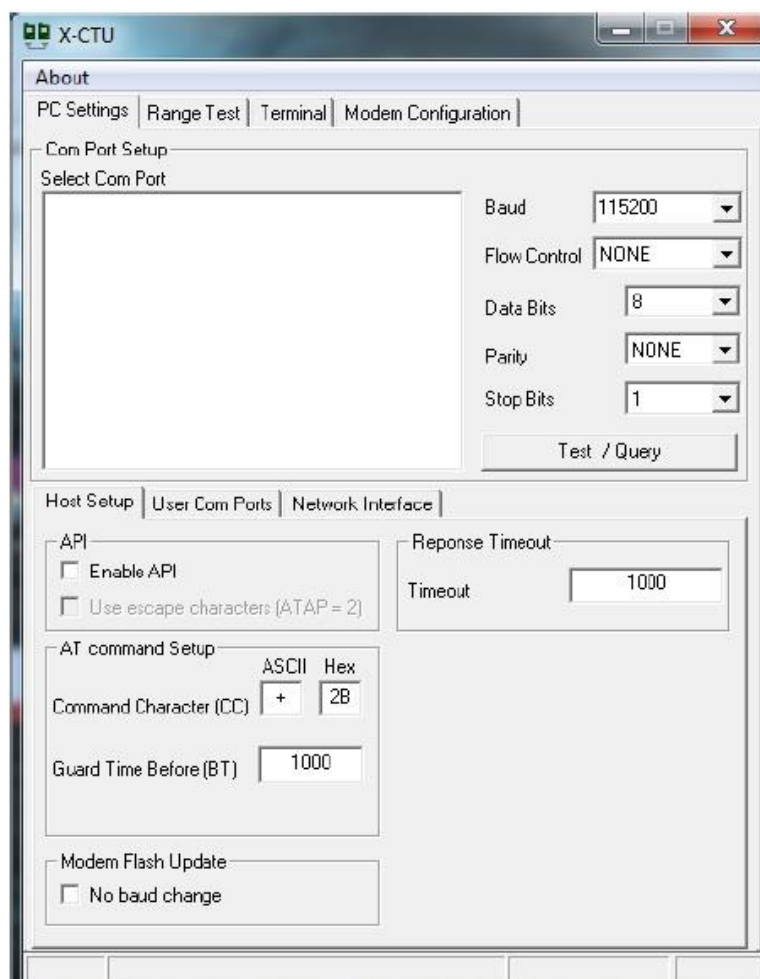 X-CTU
About
PC Settings Range Test Terminal Modem Configuration
Com Port Setup
Select Com Port
Baud 115200
Flow Control NONE
Data Bits 8
Parity NONE
Stop Bits 1
Test / Query
Host Setup User Com Ports Network Interface
API
Enable API
Use escape characters (ATAP = 2)
Reponse Timeout
Timeout 1000
AT command Setup
ASCII Hex
Command Character (CC) + 2B
Guard Time Before (BT) 1000
Modem Flash Update
No baud change